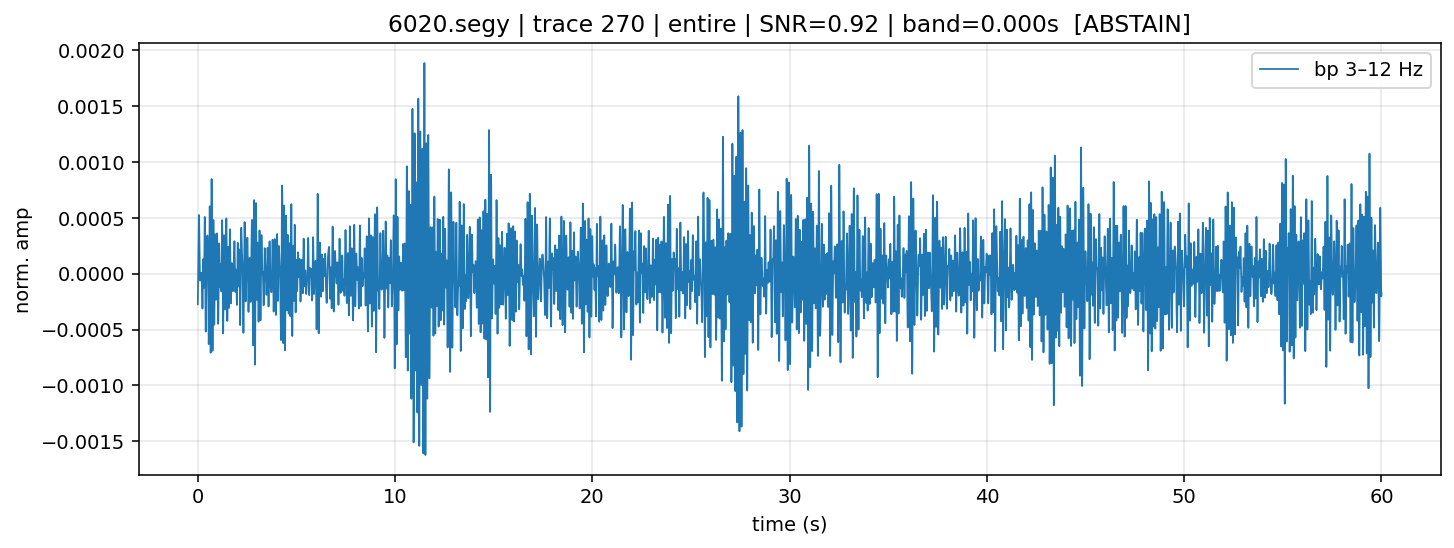 6020.segy | trace 270 | entire | SNR=0.92 | band=0.000s  [ABSTAIN]
bp 3–12 Hz
norm. amp
0.0020
0.0015
0.0010
0.0005
0.0000
−0.0005
−0.0010
−0.0015
0 10 20 30 40 50 60
time (s)